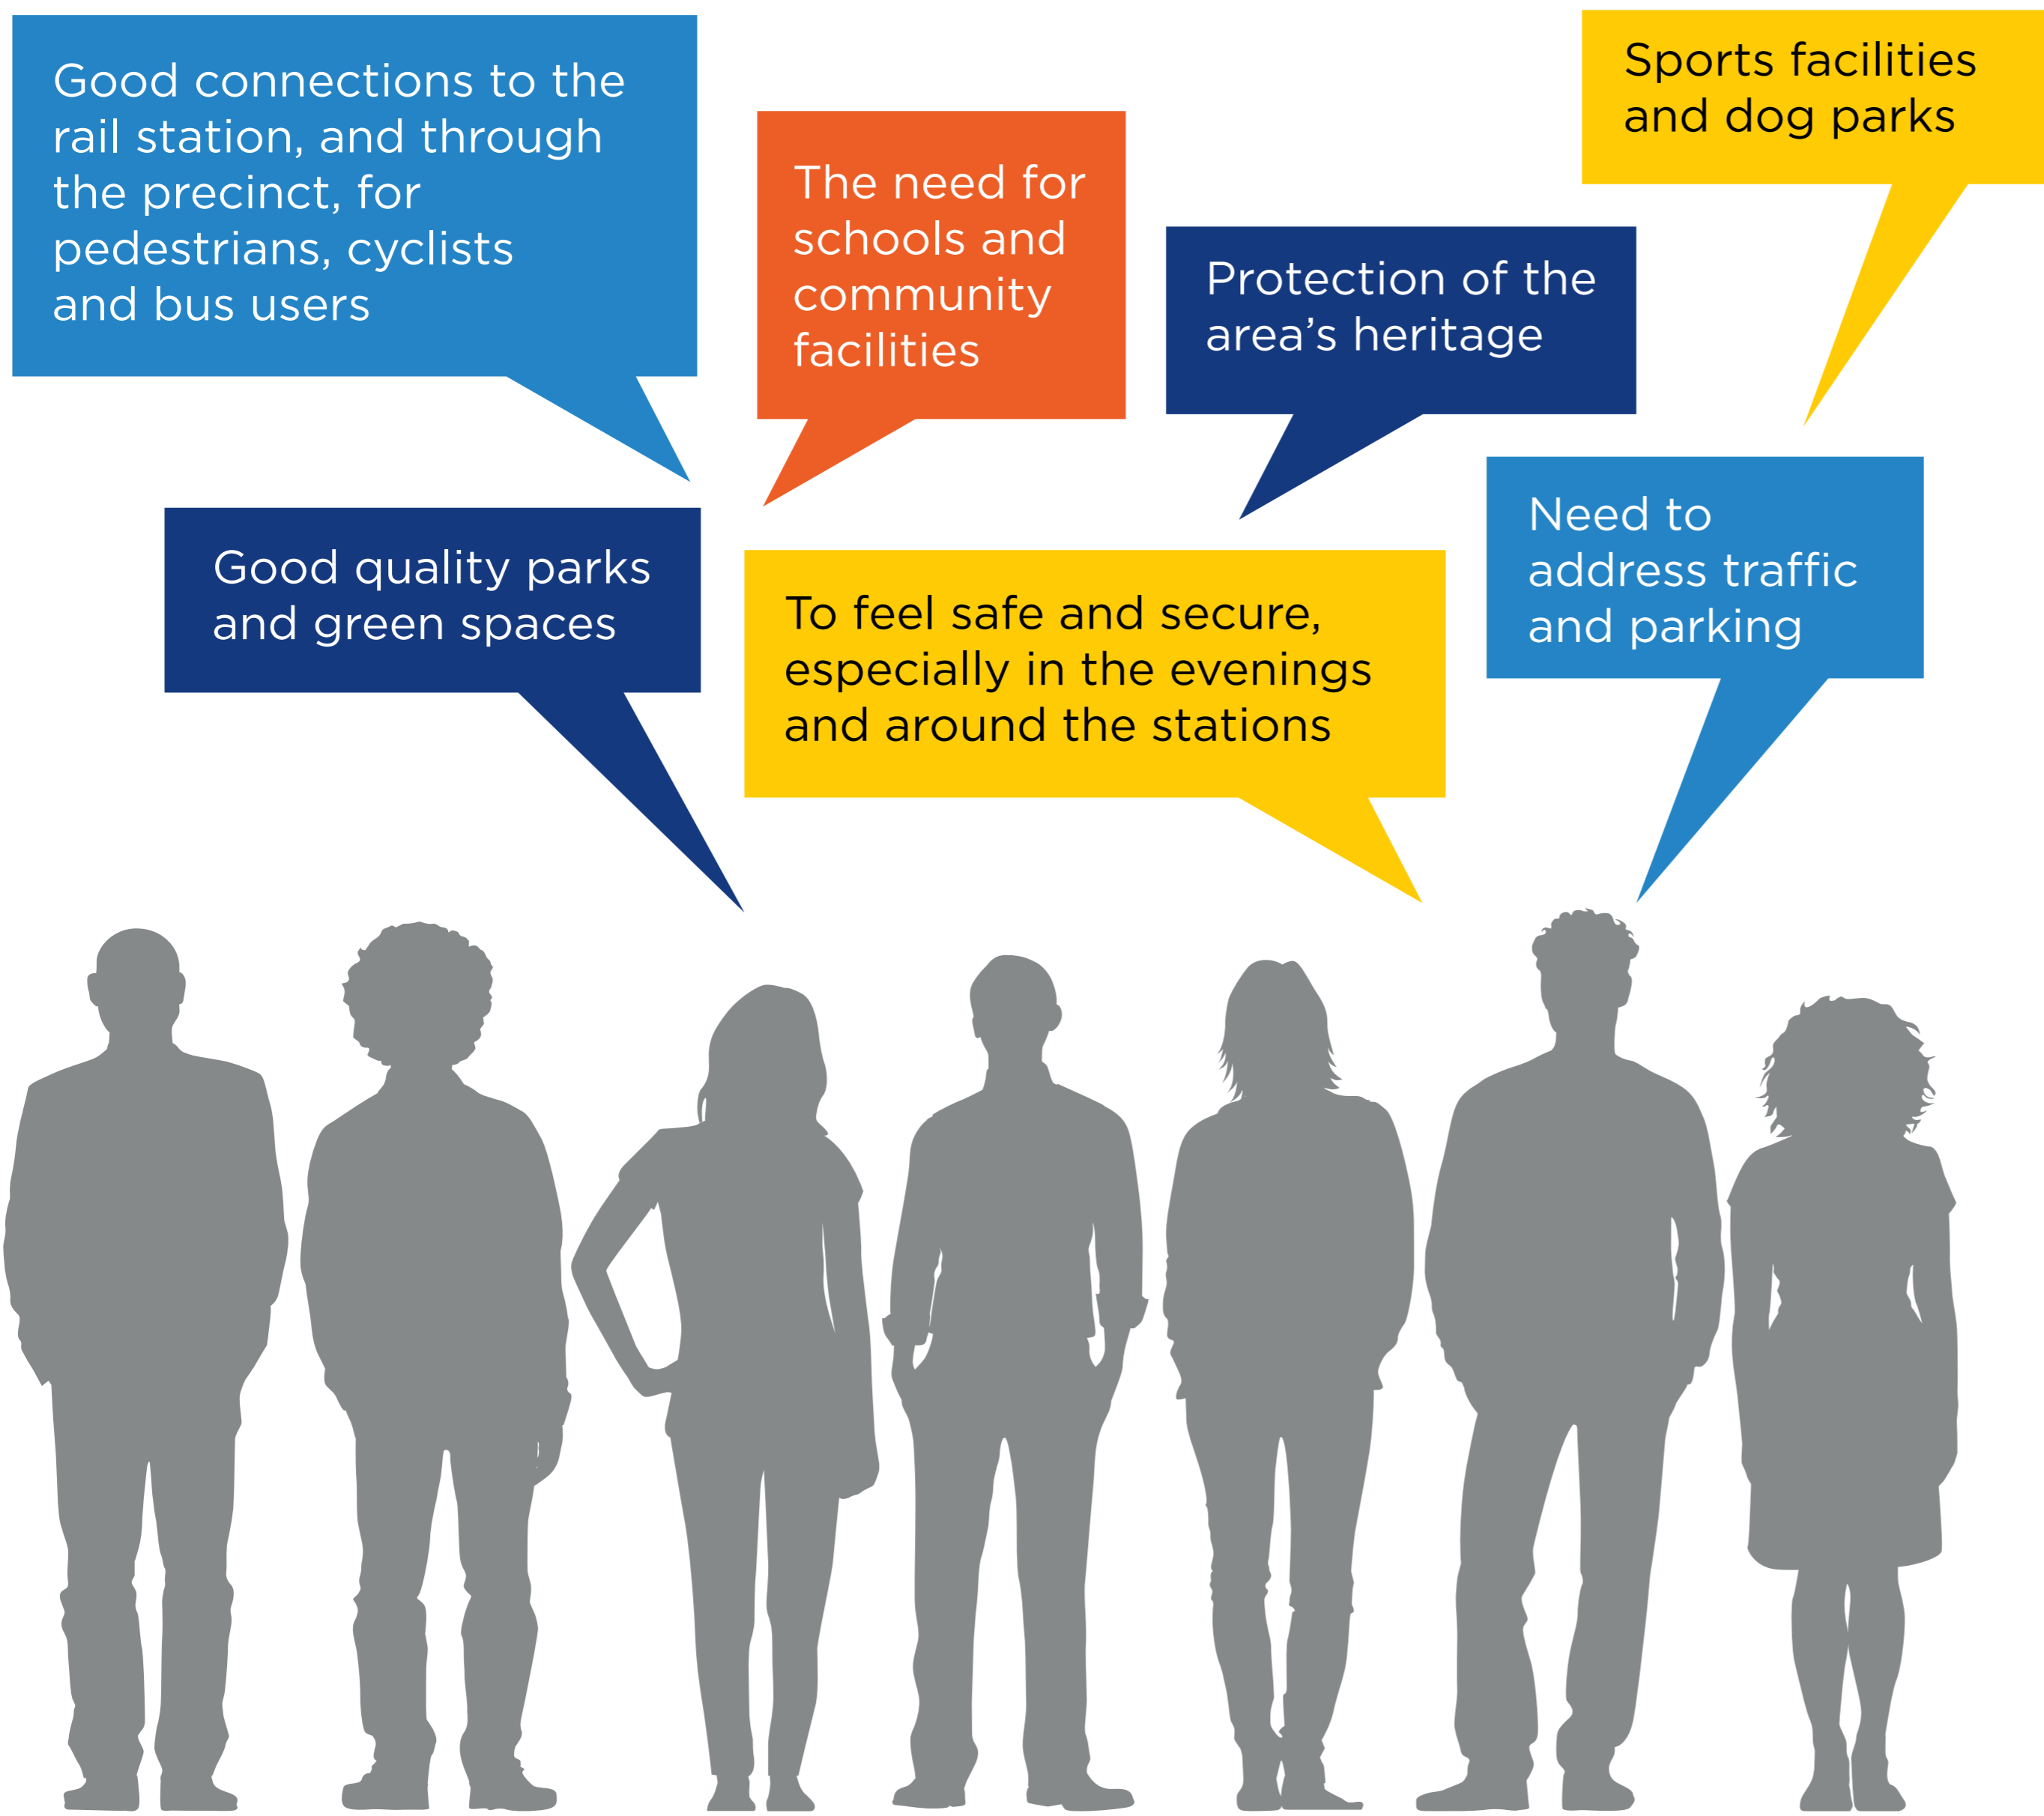 Good connections to the
rail station, and through
the precinct, for
pedestrians, cyclists
and bus users
The need for
schools and
community
facilities
Protection of the
area’s heritage
Sports facilities
and dog parks
Good quality parks
and green spaces
To feel safe and secure,
especially in the evenings
and around the stations
Need to
address traffic
and parking